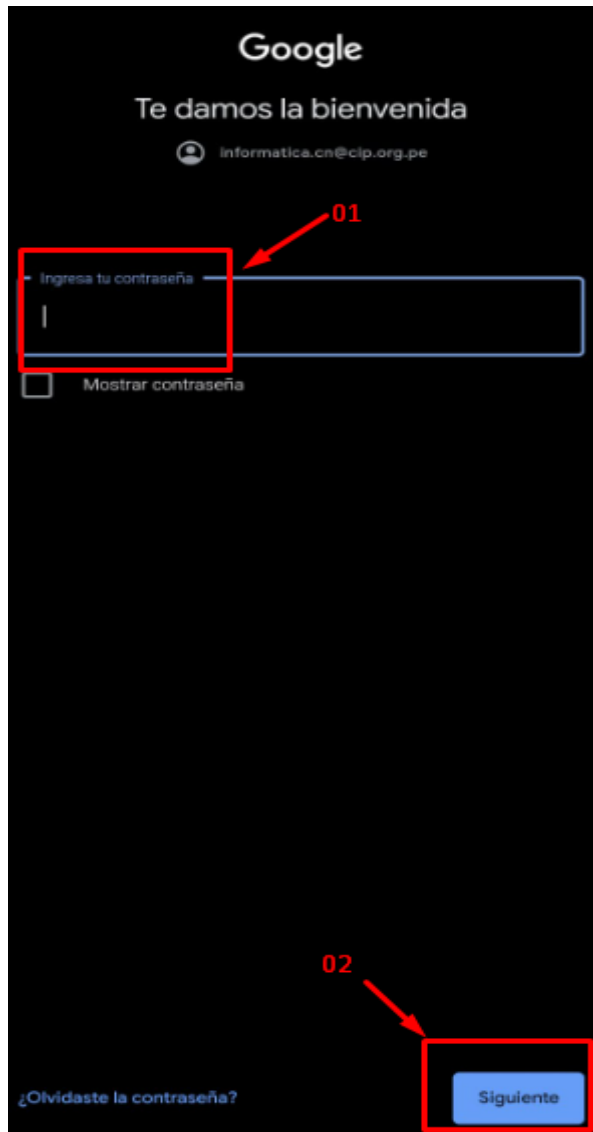 Google
Te damos la bienvenida
informatica.cn@cip.org.pe
01
Ingresa tu contraseña
Mostrar contraseña
02
¿Olvidaste la contraseña?
Siguiente